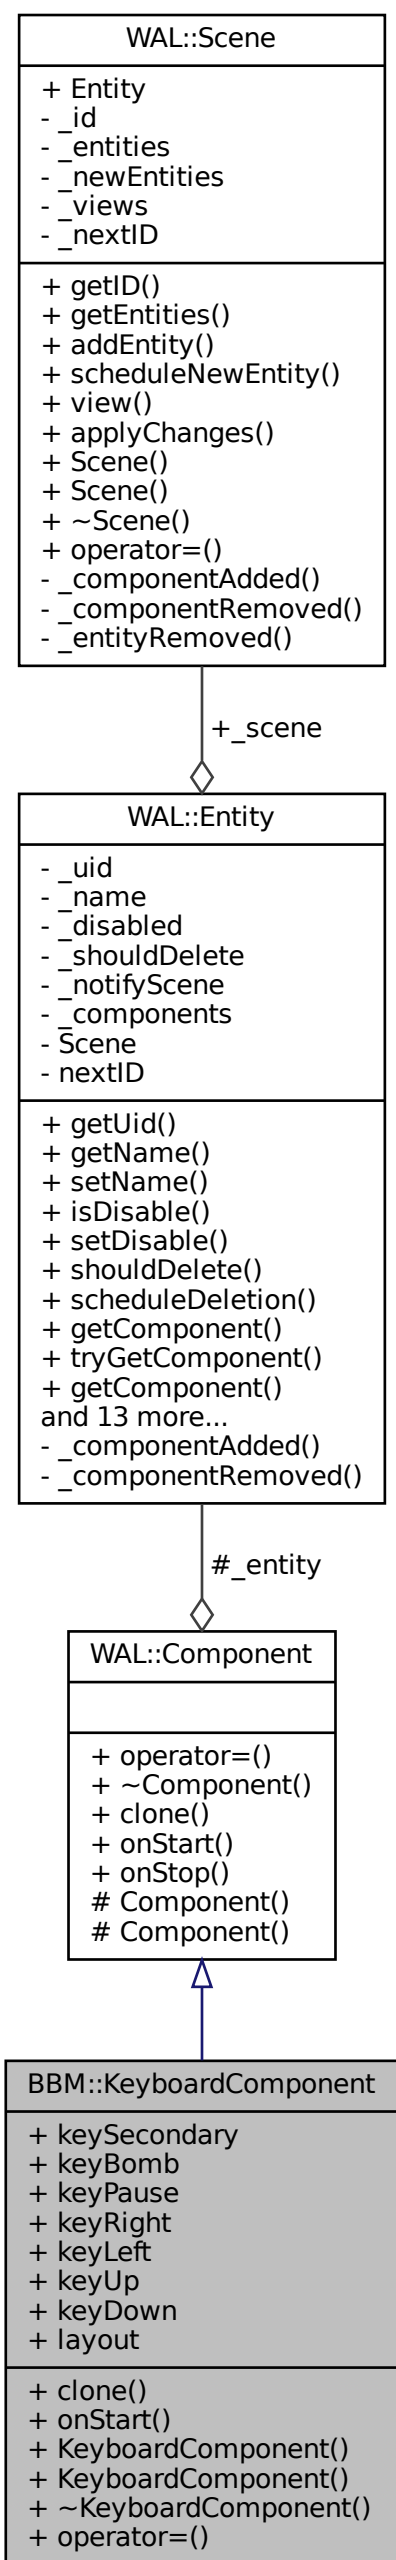 WAL::Scene
+ Entity
- _id
- _entities
- _newEntities
- _views
- _nextID
+ getID()
+ getEntities()
+ addEntity()
+ scheduleNewEntity()
+ view()
+ applyChanges()
+ Scene()
+ Scene()
+ ~Scene()
+ operator=()
- _componentAdded()
- _componentRemoved()
- _entityRemoved()
+_scene
WAL::Entity
- _uid
- _name
- _disabled
- _shouldDelete
- _notifyScene
- _components
- Scene
- nextID
+ getUid()
+ getName()
+ setName()
+ isDisable()
+ setDisable()
+ shouldDelete()
+ scheduleDeletion()
+ getComponent()
+ tryGetComponent()
+ getComponent()
and 13 more...
- _componentAdded()
- _componentRemoved()
#_entity
WAL::Component
+ operator=()
+ ~Component()
+ clone()
+ onStart()
+ onStop()
# Component()
# Component()
BBM::KeyboardComponent
+ keySecondary
+ keyBomb
+ keyPause
+ keyRight
+ keyLeft
+ keyUp
+ keyDown
+ layout
+ clone()
+ onStart()
+ KeyboardComponent()
+ KeyboardComponent()
+ ~KeyboardComponent()
+ operator=()